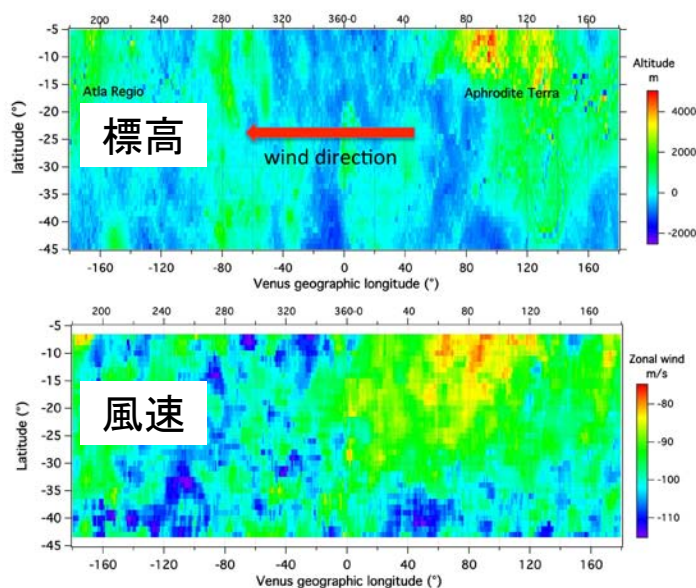 200 240 280 320 360-0 40 80 120 160
-5
-10
-15
-20
-25
-30
-35
-40
-45
latitude (°)
Atla Regio
Aphrodite Terra
標高
wind direction
Altitude
m
4000
2000
0
-2000
-160 -120 -80 -40 0 40 80 120 160
Venus geographic longitude (°)
200 240 280 320 360-0 40 80 120 160
-5
-10
-15
-20
-25
-30
-35
-40
-45
Latitude (°)
風速
Zonal wind
m/s
-80
-90
-100
-110
-160 -120 -80 -40 0 40 80 120 160
Venus geographic longitude (°)